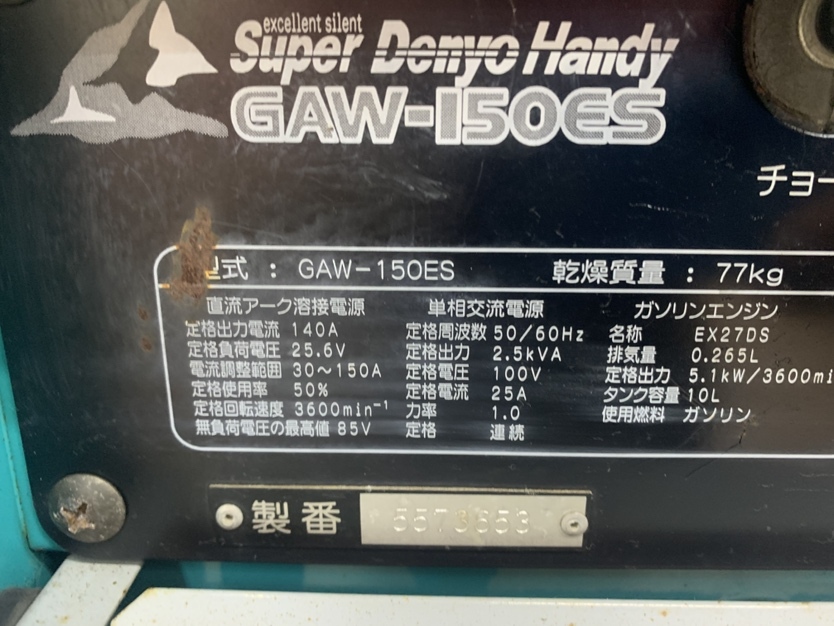 excellent silent
Super Denyo Handy
GAW-150ES
チョー
型式 : GAW-150ES 乾燥質量 : 77kg
直流アーク溶接電源 単相交流電源 ガソリンエンジン
定格出力電流 140A 定格周波数 50/60Hz 名称 EX27DS
定格負荷電圧 25.6V 定格出力 2.5kVA 排気量 0.265L
電流調整範囲 30～150A 定格電圧 100V 定格出力 5.1kW/3600mi
定格使用率 50% 定格電流 25A タンク容量 10L
定格回転速度 3600min⁻¹ 力率 1.0 使用燃料 ガソリン
無負荷電圧の最高値 85V 定格 連続
製番